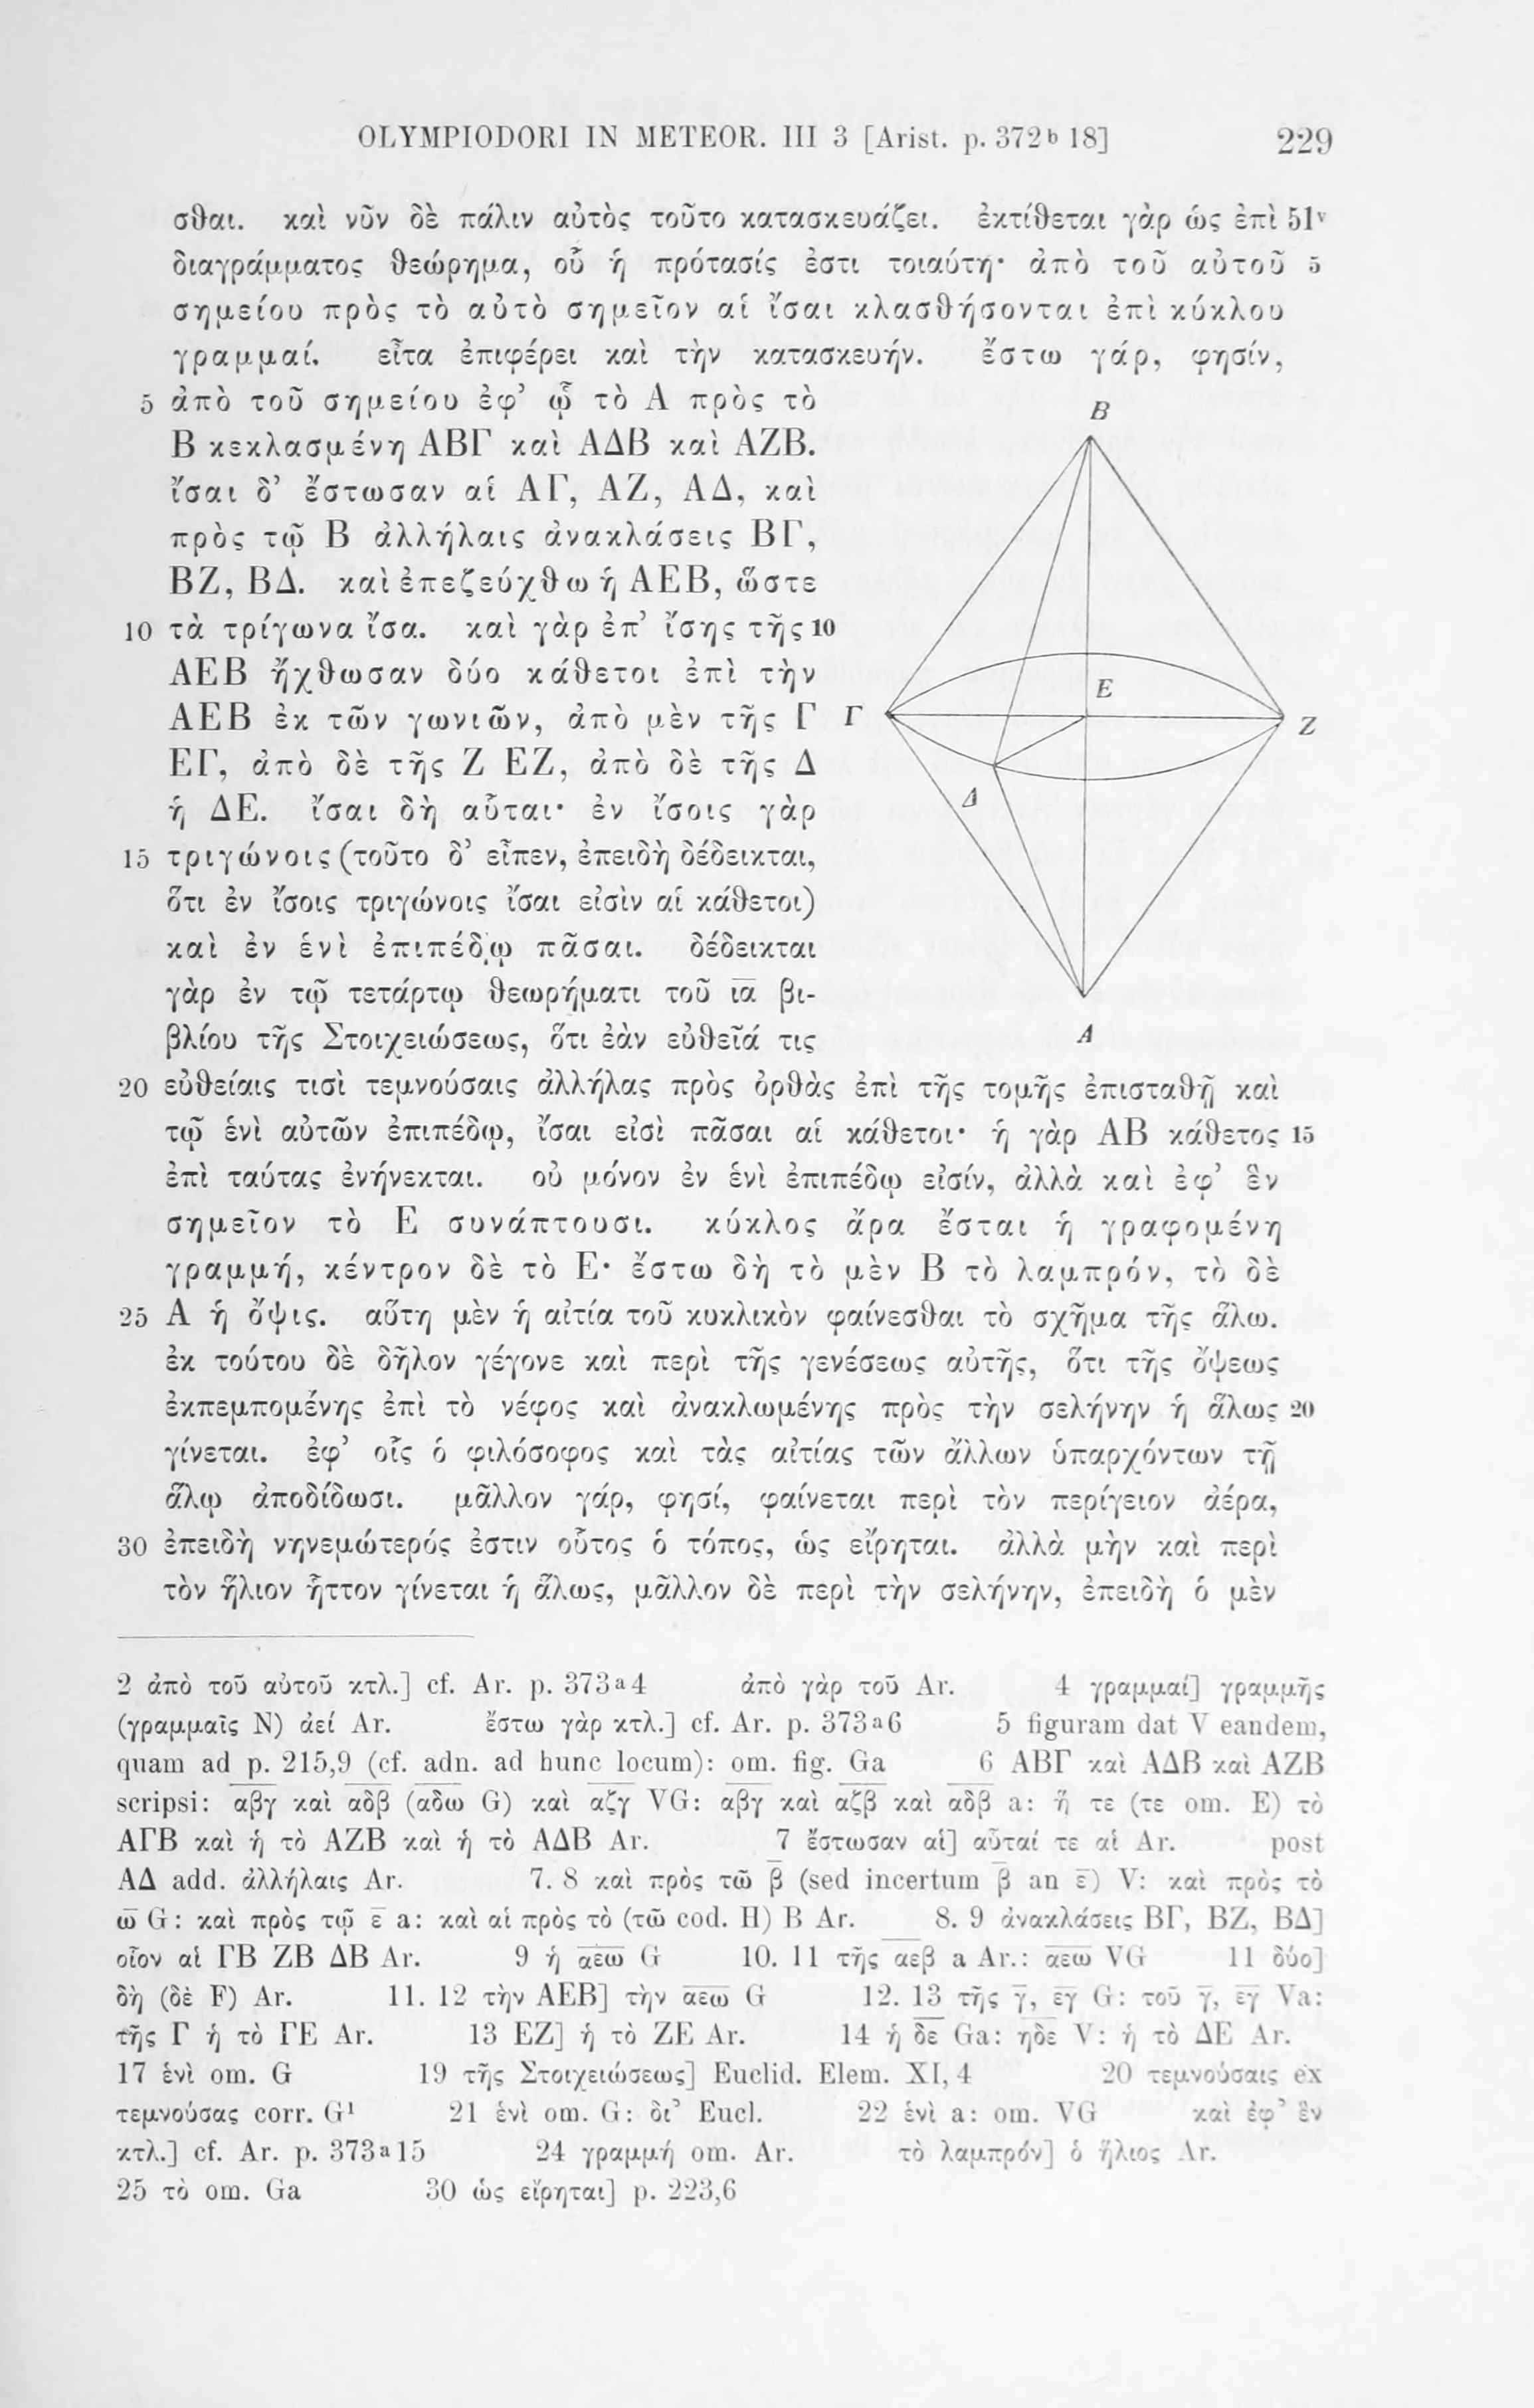 OLYMPIODORI IN METEOR. III 3 [Arist. p. 372ᵇ 18] 229
σθαι. καὶ νῦν δὲ πάλιν αὐτὸς τοῦτο κατασκευάζει. ἐκτίθεται γὰρ ὡς ἐπὶ 51ᵛ
διαγράμματος θεώρημα, οὗ ἡ πρότασίς ἐστι τοιαύτη· ἀπὸ τοῦ αὐτοῦ 5
σημείου πρὸς τὸ αὐτὸ σημεῖον αἱ ἴσαι κλασθήσονται ἐπὶ κύκλου
γραμμαί. εἶτα ἐπιφέρει καὶ τὴν κατασκευήν. ἔστω γάρ, φησίν,
5 ἀπὸ τοῦ σημείου ἐφ’ ᾧ τὸ Α πρὸς τὸ
Β κεκλασμένη ΑΒΓ καὶ ΑΔΒ καὶ ΑΖΒ.
ἴσαι δ’ ἔστωσαν αἱ ΑΓ, ΑΖ, ΑΔ, καὶ
πρὸς τῷ Β ἀλλήλαις ἀνακλάσεις ΒΓ,
ΒΖ, ΒΔ. καὶ ἐπεζεύχθω ἡ ΑΕΒ, ὥστε
10 τὰ τρίγωνα ἴσα. καὶ γὰρ ἐπ’ ἴσης τῆς 10
ΑΕΒ ἤχθωσαν δύο κάθετοι ἐπὶ τὴν
ΑΕΒ ἐκ τῶν γωνιῶν, ἀπὸ μὲν τῆς Γ
ΕΓ, ἀπὸ δὲ τῆς Ζ ΕΖ, ἀπὸ δὲ τῆς Δ
ἡ ΔΕ. ἴσαι δὴ αὗται· ἐν ἴσοις γὰρ
15 τριγώνοις (τοῦτο δ’ εἶπεν, ἐπειδὴ δέδεικται,
ὅτι ἐν ἴσοις τριγώνοις ἴσαι εἰσὶν αἱ κάθετοι)
καὶ ἐν ἑνὶ ἐπιπέδῳ πᾶσαι. δέδεικται
γὰρ ἐν τῷ τετάρτῳ θεωρήματι τοῦ ι̅α̅ βι-
βλίου τῆς Στοιχειώσεως, ὅτι ἐὰν εὐθεῖά τις
Β
Ε
Γ
Ζ
Δ
Α
20 εὐθείαις τισὶ τεμνούσαις ἀλλήλας πρὸς ὀρθὰς ἐπὶ τῆς τομῆς ἐπισταθῇ καὶ
τῷ ἑνὶ αὐτῶν ἐπιπέδῳ, ἴσαι εἰσὶ πᾶσαι αἱ κάθετοι· ἡ γὰρ ΑΒ κάθετος 15
ἐπὶ ταύτας ἐνήνεκται. οὐ μόνον ἐν ἑνὶ ἐπιπέδῳ εἰσίν, ἀλλὰ καὶ ἐφ’ ἓν
σημεῖον τὸ Ε συνάπτουσι. κύκλος ἄρα ἔσται ἡ γραφομένη
γραμμή, κέντρον δὲ τὸ Ε· ἔστω δὴ τὸ μὲν Β τὸ λαμπρόν, τὸ δὲ
25 Α ἡ ὄψις. αὕτη μὲν ἡ αἰτία τοῦ κυκλικὸν φαίνεσθαι τὸ σχῆμα τῆς ἅλω.
ἐκ τούτου δὲ δῆλον γέγονε καὶ περὶ τῆς γενέσεως αὐτῆς, ὅτι τῆς ὄψεως
ἐκπεμπομένης ἐπὶ τὸ νέφος καὶ ἀνακλωμένης πρὸς τὴν σελήνην ἡ ἅλως 20
γίνεται. ἐφ’ οἷς ὁ φιλόσοφος καὶ τὰς αἰτίας τῶν ἄλλων ὑπαρχόντων τῇ
ἅλῳ ἀποδίδωσι. μᾶλλον γάρ, φησί, φαίνεται περὶ τὸν περίγειον ἀέρα,
30 ἐπειδὴ νηνεμώτερός ἐστιν οὗτος ὁ τόπος, ὡς εἴρηται. ἀλλὰ μὴν καὶ περὶ
τὸν ἥλιον ἧττον γίνεται ἡ ἅλως, μᾶλλον δὲ περὶ τὴν σελήνην, ἐπειδὴ ὁ μὲν
2 ἀπὸ τοῦ αὐτοῦ κτλ.] cf. Ar. p. 373ᵃ4 ἀπὸ γὰρ τοῦ Ar. 4 γραμμαί] γραμμῆς
(γραμμαῖς N) ἀεί Ar. ἔστω γὰρ κτλ.] cf. Ar. p. 373ᵃ6 5 figuram dat V eandem,
quam ad p. 215,9 (cf. adn. ad hunc locum): om. fig. Ga 6 ΑΒΓ καὶ ΑΔΒ καὶ ΑΖΒ
scripsi: α̅β̅γ̅ καὶ α̅δ̅β̅ (α̅δ̅ω̅ G) καὶ α̅ζ̅γ̅ VG: α̅β̅γ̅ καὶ α̅ζ̅β̅ καὶ α̅δ̅β̅ a: ἥ τε (τε om. E) τὸ
ΑΓΒ καὶ ἡ τὸ ΑΖΒ καὶ ἡ τὸ ΑΔΒ Ar. 7 ἔστωσαν αἱ] αὗταί τε αἱ Ar. post
ΑΔ add. ἀλλήλαις Ar. 7. 8 καὶ πρὸς τῶ β̅ (sed incertum β̅ an ε̅) V: καὶ πρὸς τὸ
ω̅ G: καὶ πρὸς τῷ ε̅ a: καὶ αἱ πρὸς τὸ (τῶ cod. H) Β Ar. 8. 9 ἀνακλάσεις ΒΓ, ΒΖ, ΒΔ]
οἷον αἱ ΓΒ ΖΒ ΔΒ Ar. 9 ἡ α̅ε̅ω̅ G 10. 11 τῆς α̅ε̅β̅ a Ar.: α̅ε̅ω̅ VG 11 δύο]
δὴ (δὲ F) Ar. 11. 12 τὴν ΑΕΒ] τὴν α̅ε̅ω̅ G 12. 13 τῆς γ̅, ε̅γ̅ G: τοῦ γ̅, ε̅γ̅ Va:
τῆς Γ ἡ τὸ ΓΕ Ar. 13 ΕΖ] ἡ τὸ ΖΕ Ar. 14 ἡ δ̅ε̅ Ga: ηδε V: ἡ τὸ ΔΕ Ar.
17 ἑνὶ om. G 19 τῆς Στοιχειώσεως] Euclid. Elem. XI, 4 20 τεμνούσαις ex
τεμνούσας corr. G¹ 21 ἑνὶ om. G: δι’ Eucl. 22 ἑνὶ a: om. VG καὶ ἐφ’ ἓν
κτλ.] cf. Ar. p. 373ᵃ15 24 γραμμή om. Ar. τὸ λαμπρόν] ὁ ἥλιος Ar.
25 τὸ om. Ga 30 ὡς εἴρηται] p. 223,6